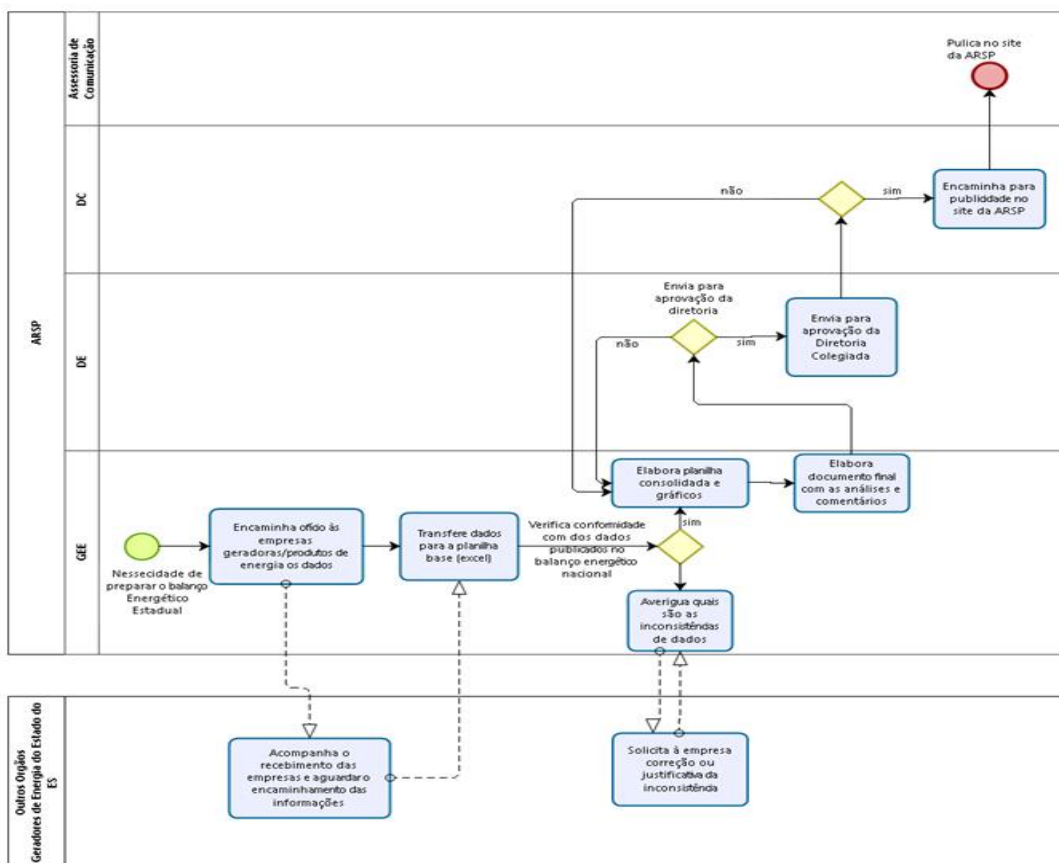 ARSP
Assessoria de
Comunicação
Pulica no site
da ARSP
DC
não
sim
Encaminha para
publicidade no
site da ARSP
DE
Envia para
aprovação da
diretoria
não
sim
Envia para
aprovação da
Diretoria
Colegiada
GEE
Nessecidade de
preparar o balanço
Energético
Estadual
Encaminha ofício às
empresas
geradoras/produtos de
energia os dados
Transfere dados
para a planilha
base (excel)
Verifica conformidade
com dos dados
publicados no
balanço energético
nacional
sim
Elabora planilha
consolidada e
gráficos
Elabora
documento final
com as análises e
comentários
Averigua quais
são as
inconsistências
de dados
Outros Orgãos
Geradores de Energia do Estado do
ES
Acompanha o
recebimento das
empresas e aguardar o
encaminhamento das
informações
Solicita à empresa
correção ou
justificativa da
inconsistência